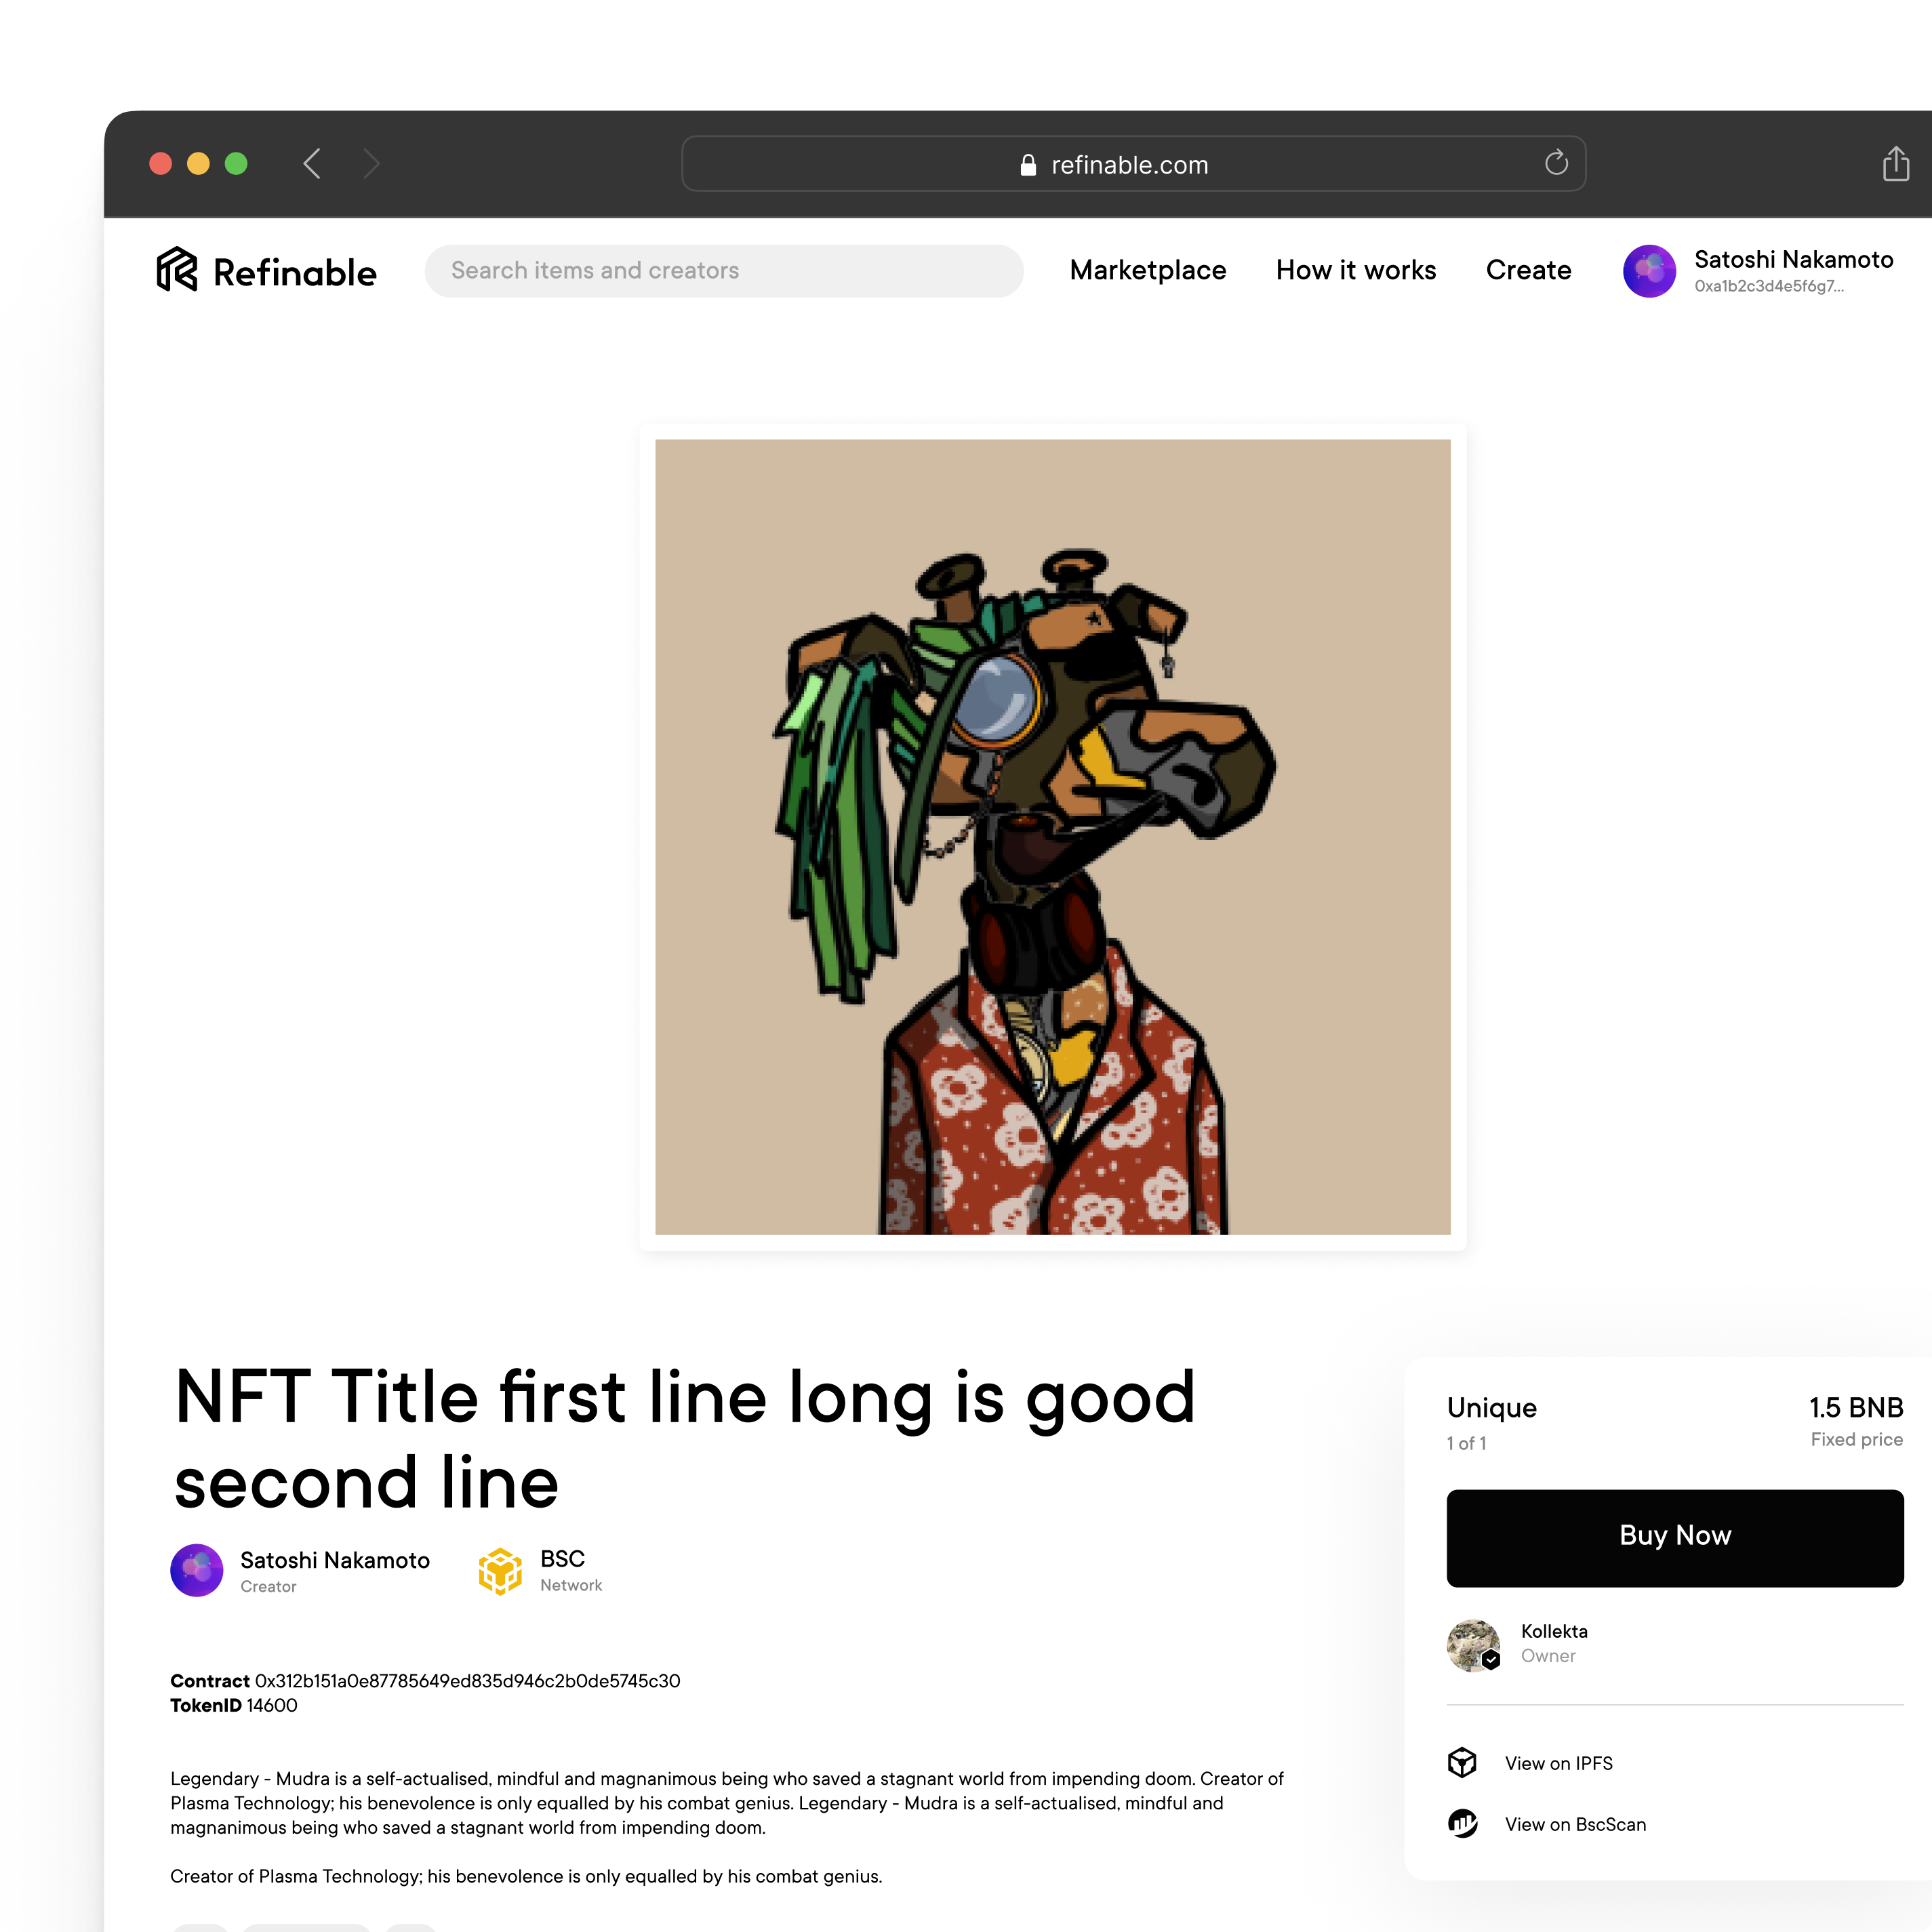 refinable.com
Refinable
Search items and creators
Marketplace
How it works
Create
Satoshi Nakamoto
0xa1b2c3d4e5f6g7...
NFT Title first line long is good
second line
Satoshi Nakamoto
Creator
BSC
Network
Contract 0x312b151a0e87785649ed835d946c2b0de5745c30
TokenID 14600
Legendary - Mudra is a self-actualised, mindful and magnanimous being who saved a stagnant world from impending doom. Creator of
Plasma Technology; his benevolence is only equalled by his combat genius. Legendary - Mudra is a self-actualised, mindful and
magnanimous being who saved a stagnant world from impending doom.
Creator of Plasma Technology; his benevolence is only equalled by his combat genius.
Unique
1 of 1
1.5 BNB
Fixed price
Buy Now
Kollekta
Owner
View on IPFS
View on BscScan